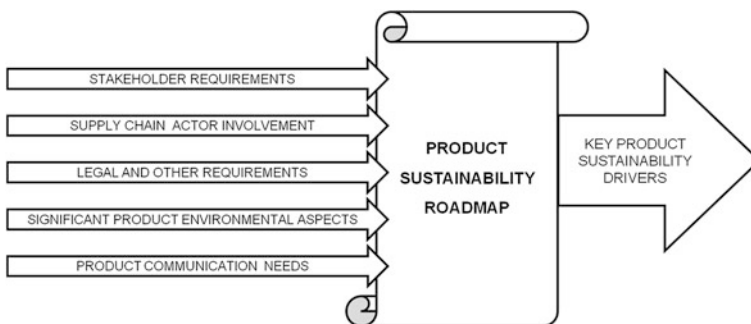 STAKEHOLDER REQUIREMENTS
SUPPLY CHAIN ACTOR INVOLVEMENT
LEGAL AND OTHER REQUIREMENTS
SIGNIFICANT PRODUCT ENVIRONMENTAL ASPECTS
PRODUCT COMMUNICATION NEEDS
PRODUCT
SUSTAINABILITY
ROADMAP
KEY PRODUCT
SUSTAINABILITY
DRIVERS